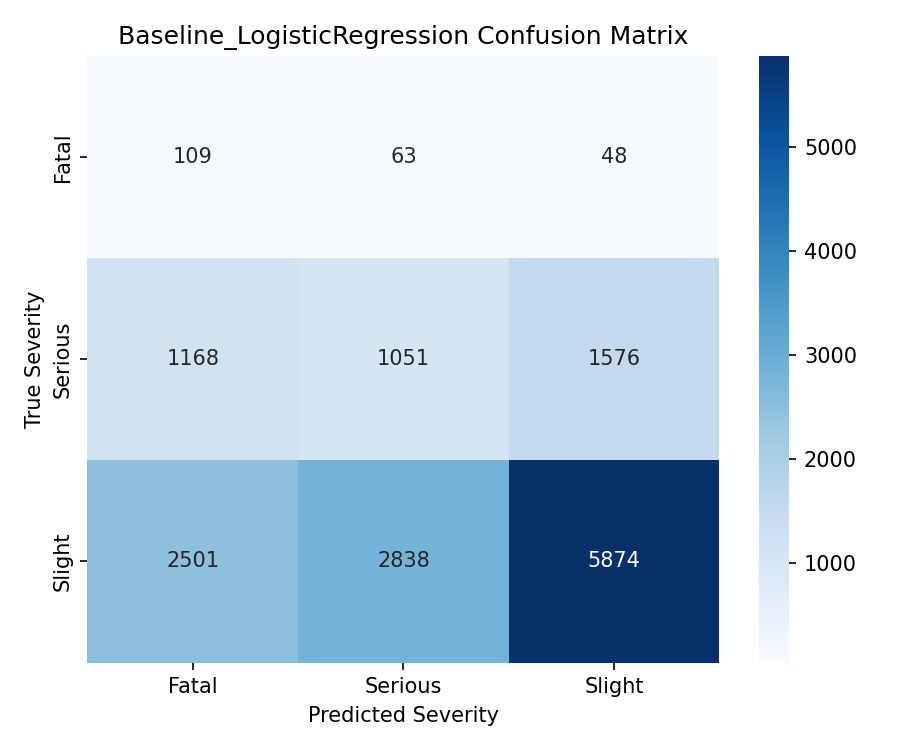 Baseline_LogisticRegression Confusion Matrix
True Severity
Fatal
109 63 48
Serious
1168 1051 1576
Slight
2501 2838 5874
Fatal Serious Slight
Predicted Severity
5000
4000
3000
2000
1000